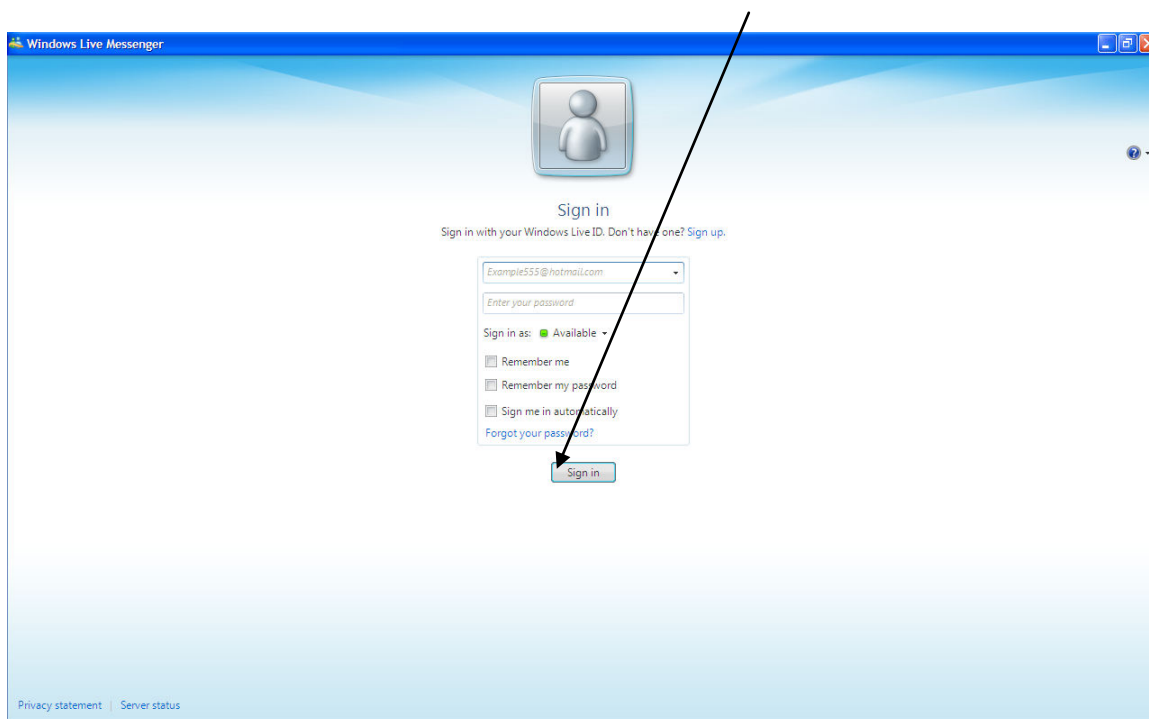 Windows Live Messenger
Sign in
Sign in with your Windows Live ID. Don't have one? Sign up.
Example555@hotmail.com
Enter your password
Sign in as: Available
Remember me
Remember my password
Sign me in automatically
Forgot your password?
Sign in
Privacy statement | Server status